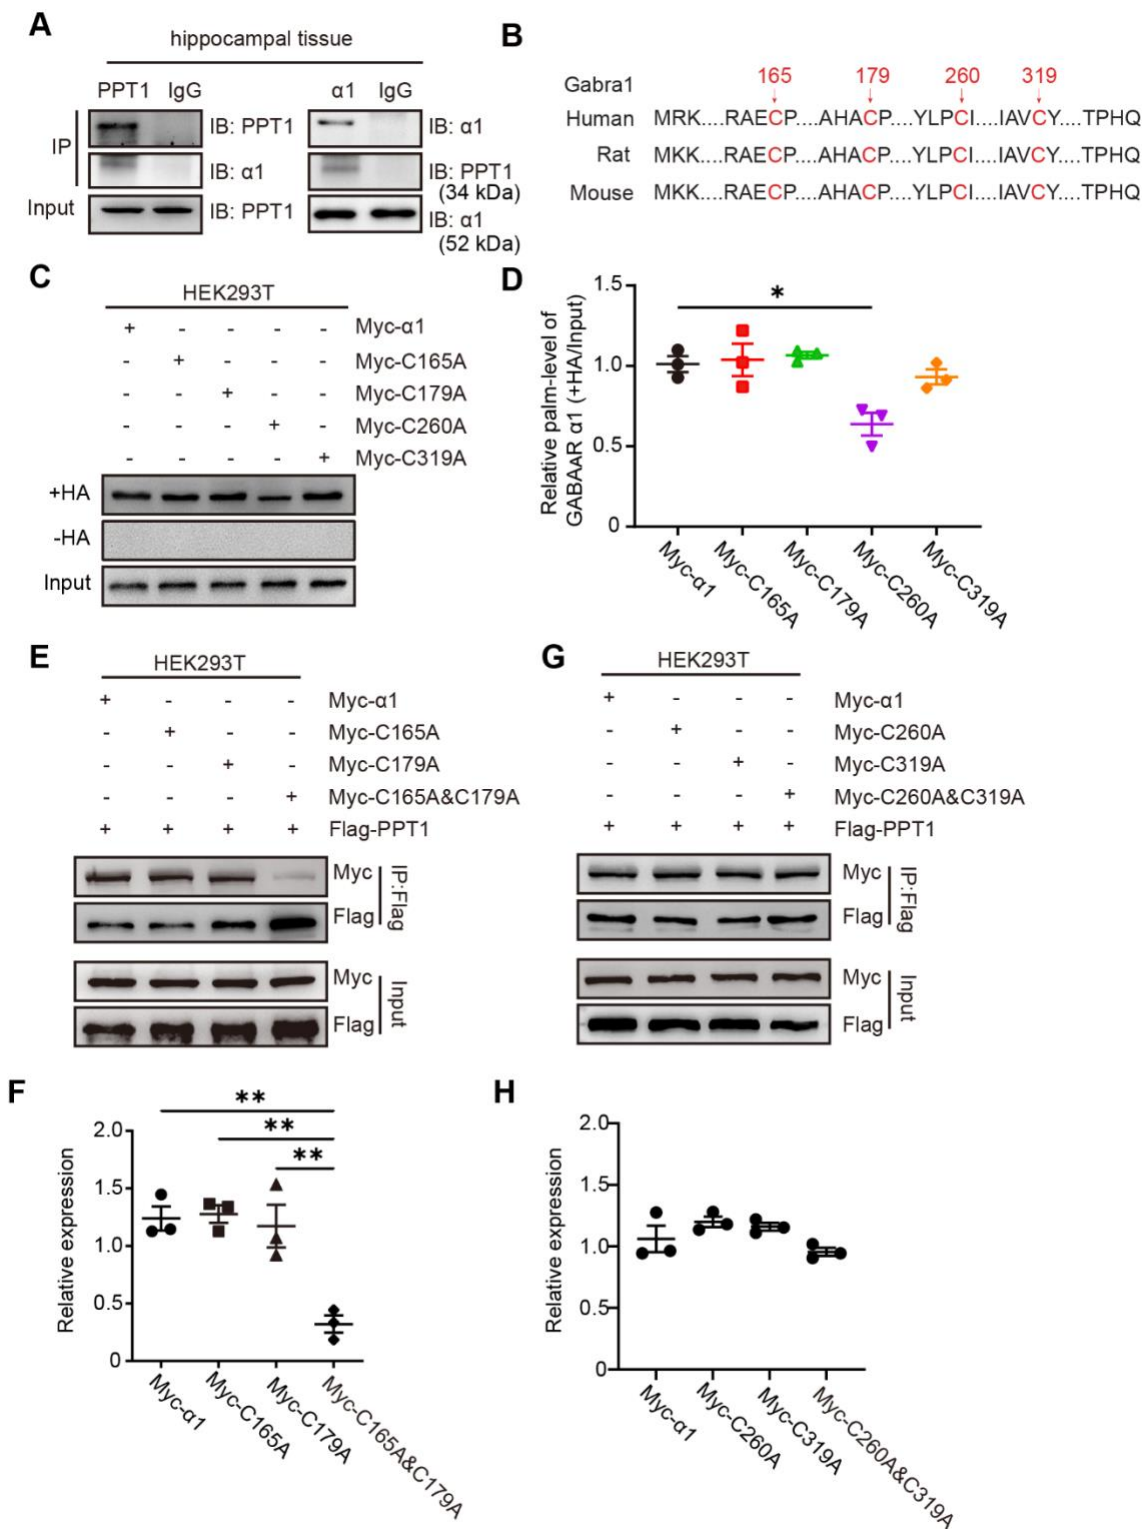 A
hippocampal tissue
PPT1 IgG
α1 IgG
IP
IB: PPT1
IB: α1
Input
IB: PPT1
IB: α1
IB: PPT1
(34 kDa)
IB: α1
(52 kDa)
B
165 179 260 319
Gabra1
Human MRK....RAECP....AHACP....YLPCI....IAVCY....TPHQ
Rat MKK....RAECP....AHACP....YLPCI....IAVCY....TPHQ
Mouse MKK....RAECP....AHACP....YLPCI....IAVCY....TPHQ
C
HEK293T
+ - - - - Myc-α1
- + - - - Myc-C165A
- - + - - Myc-C179A
- - - + - Myc-C260A
- - - - + Myc-C319A
+HA
-HA
Input
D
Relative palm-level of
GABAAR α1 (+HA/Input)
1.5
1.0
0.5
0
*
Myc-α1
Myc-C165A
Myc-C179A
Myc-C260A
Myc-C319A
E
HEK293T
+ - - - Myc-α1
- + - - Myc-C165A
- - + - Myc-C179A
- - - + Myc-C165A&C179A
+ + + + Flag-PPT1
Myc
Flag
IP:Flag
Myc
Flag
Input
G
HEK293T
+ - - - Myc-α1
- + - - Myc-C260A
- - + - Myc-C319A
- - - + Myc-C260A&C319A
+ + + + Flag-PPT1
Myc
Flag
IP:Flag
Myc
Flag
Input
F
Relative expression
2.0
1.5
1.0
0.5
0
**
**
**
Myc-α1
Myc-C165A
Myc-C179A
Myc-C165A&C179A
H
Relative expression
2.0
1.5
1.0
0.5
0
Myc-α1
Myc-C260A
Myc-C319A
Myc-C260A&C319A